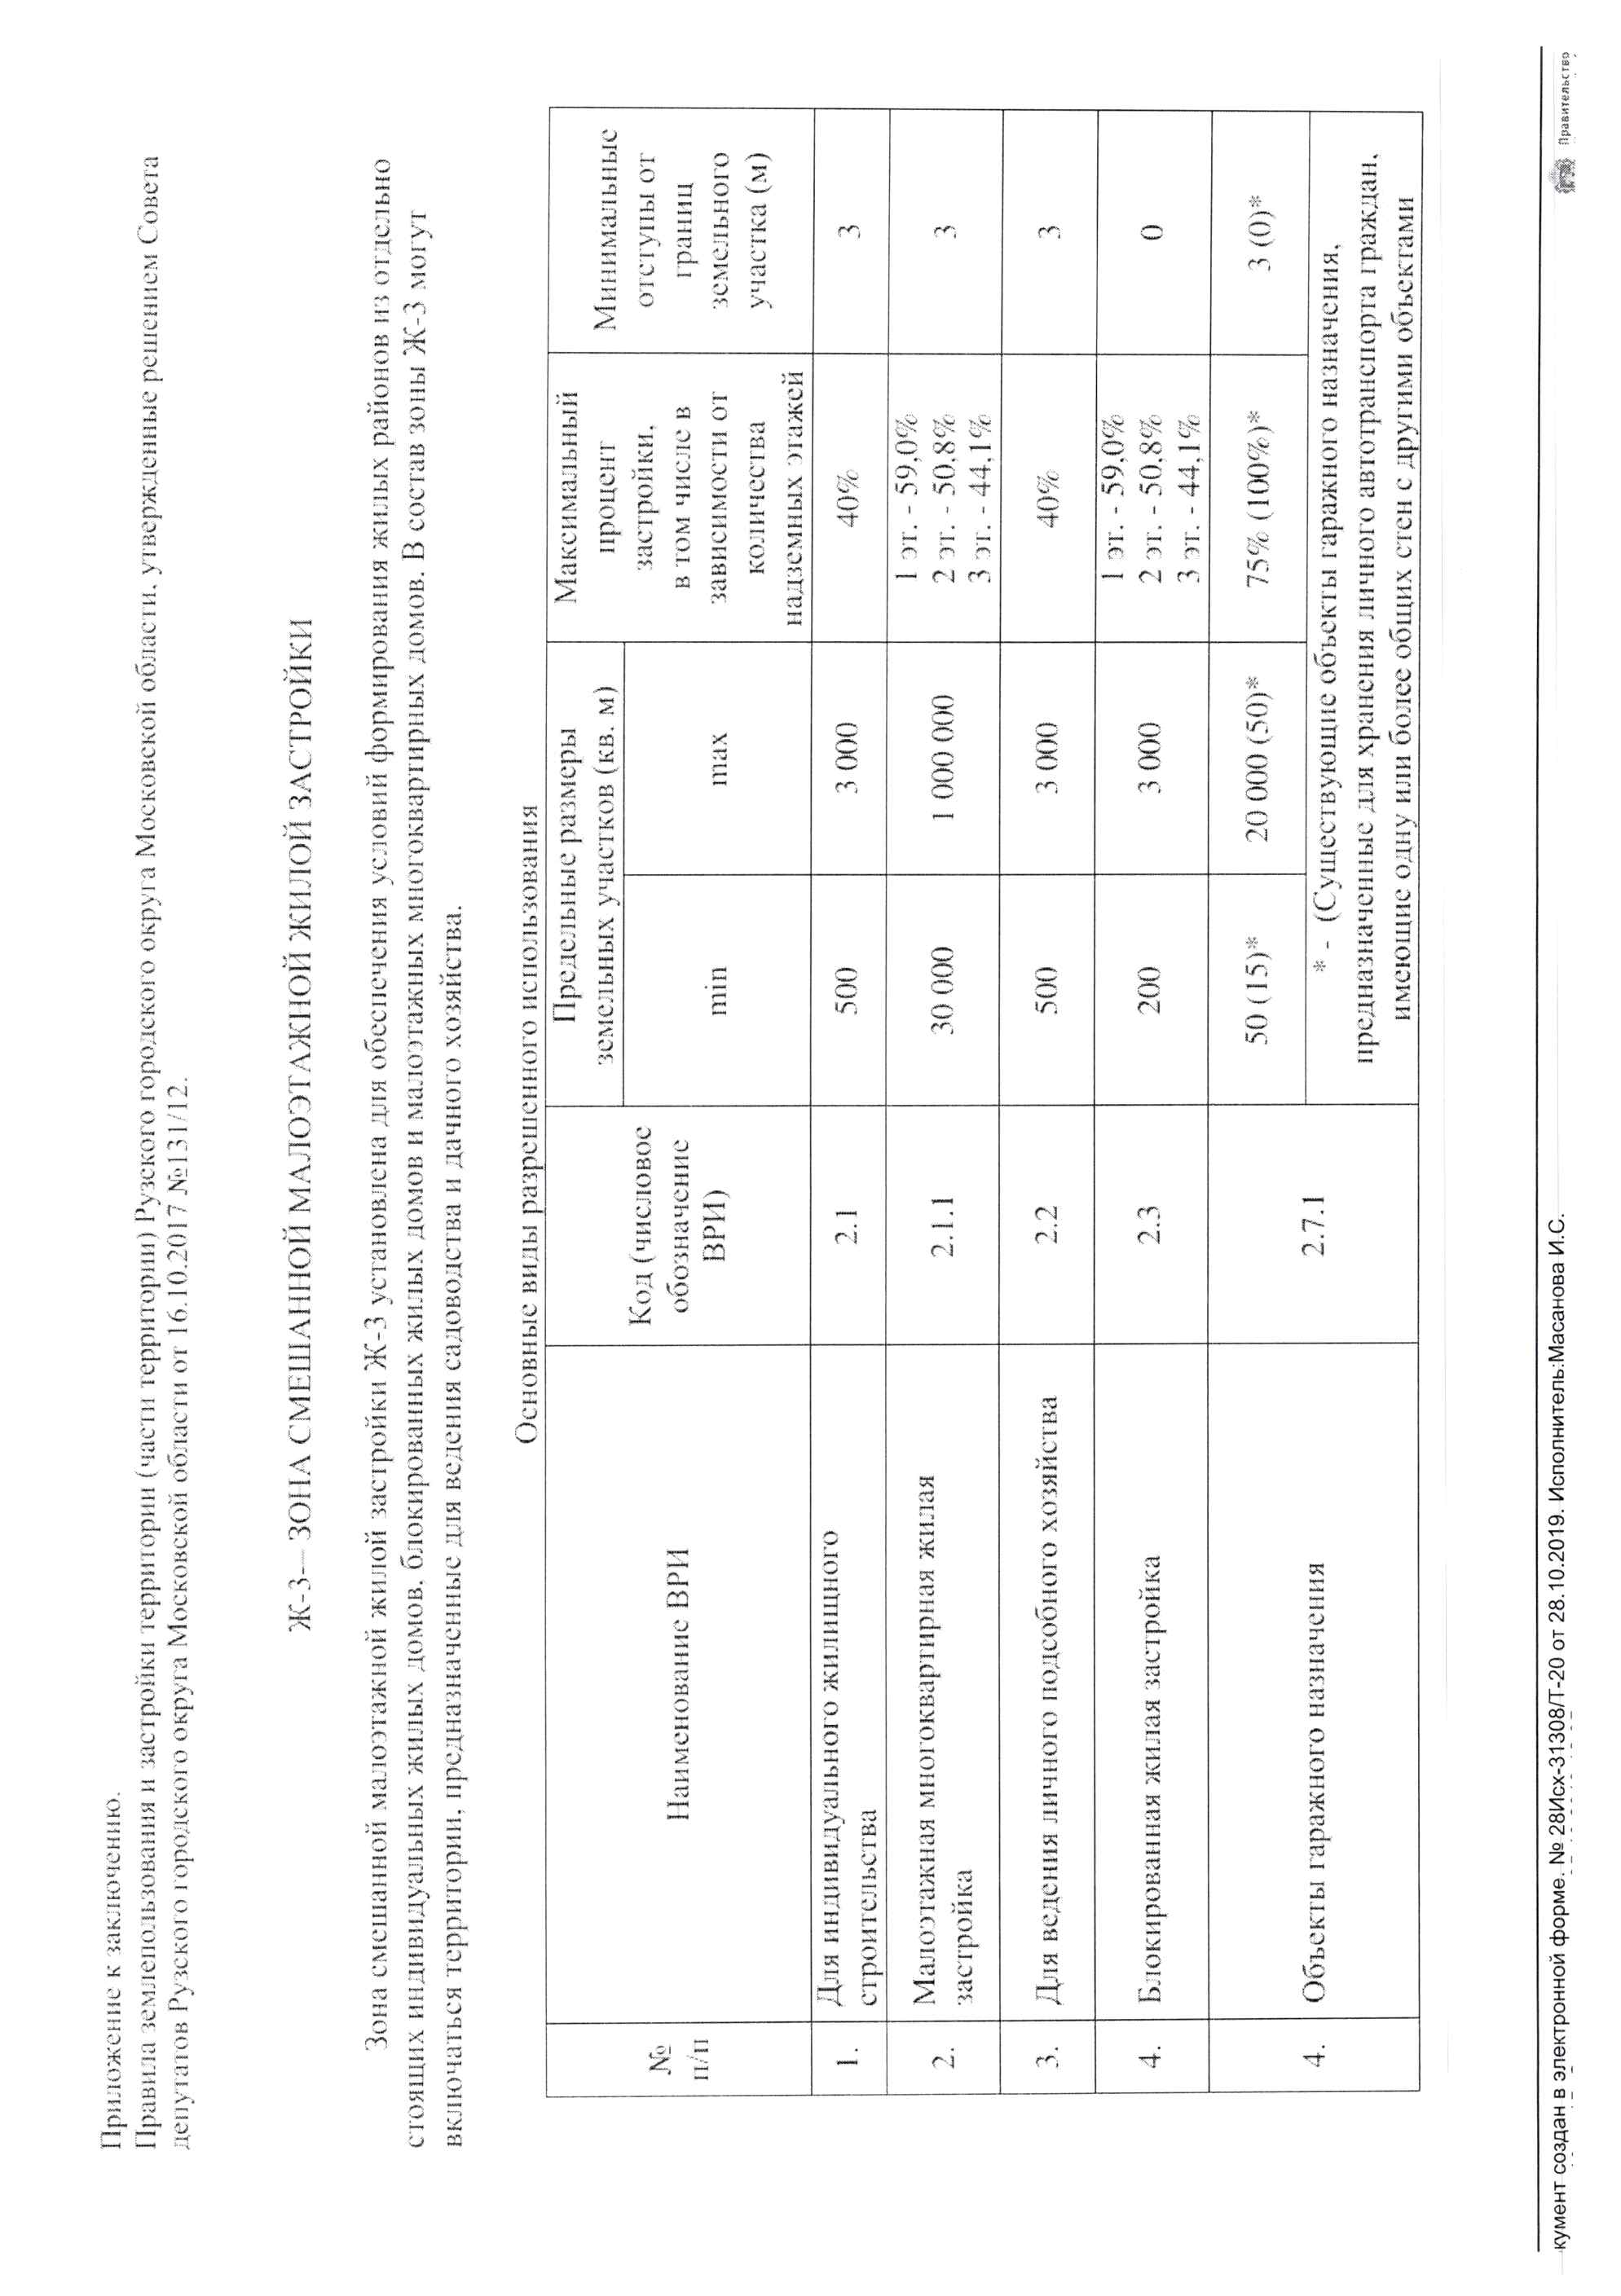 Приложение к заключению.
Правила землепользования и застройки территории (части территории) Рузского городского округа Московской области, утвержденные решением Совета
депутатов Рузского городского округа Московской области от 16.10.2017 №131/12.
Ж-3— ЗОНА СМЕШАННОЙ МАЛОЭТАЖНОЙ ЖИЛОЙ ЗАСТРОЙКИ
Зона смешанной малоэтажной жилой застройки Ж-3 установлена для обеспечения условий формирования жилых районов из отдельно
стоящих индивидуальных жилых домов, блокированных жилых домов и малоэтажных многоквартирных домов. В состав зоны Ж-3 могут
включаться территории, предназначенные для ведения садоводства и дачного хозяйства.
Основные виды разрешенного использования
№
п/п
Наименование ВРИ
Код (числовое
обозначение
ВРИ)
Предельные размеры
земельных участков (кв. м)
min
max
Максимальный
процент
застройки,
в том числе в
зависимости от
количества
надземных этажей
Минимальные
отступы от
границ
земельного
участка (м)
1.
Для индивидуального жилищного
строительства
2.1
500
3 000
40%
3
2.
Малоэтажная многоквартирная жилая
застройка
2.1.1
30 000
1 000 000
1 эт. - 59,0%
2 эт. - 50,8%
3 эт. - 44,1%
3
3.
Для ведения личного подсобного хозяйства
2.2
500
3 000
40%
3
4.
Блокированная жилая застройка
2.3
200
3 000
1 эт. - 59,0%
2 эт. - 50,8%
3 эт. - 44,1%
0
4.
Объекты гаражного назначения
2.7.1
50 (15)*
20 000 (50)*
75% (100%)*
3 (0)*
* - (Существующие объекты гаражного назначения,
предназначенные для хранения личного автотранспорта граждан,
имеющие одну или более общих стен с другими объектами
кумент создан в электронной форме. № 28Исх-31308/Т-20 от 28.10.2019. Исполнитель:Масанова И.С.
Правительство